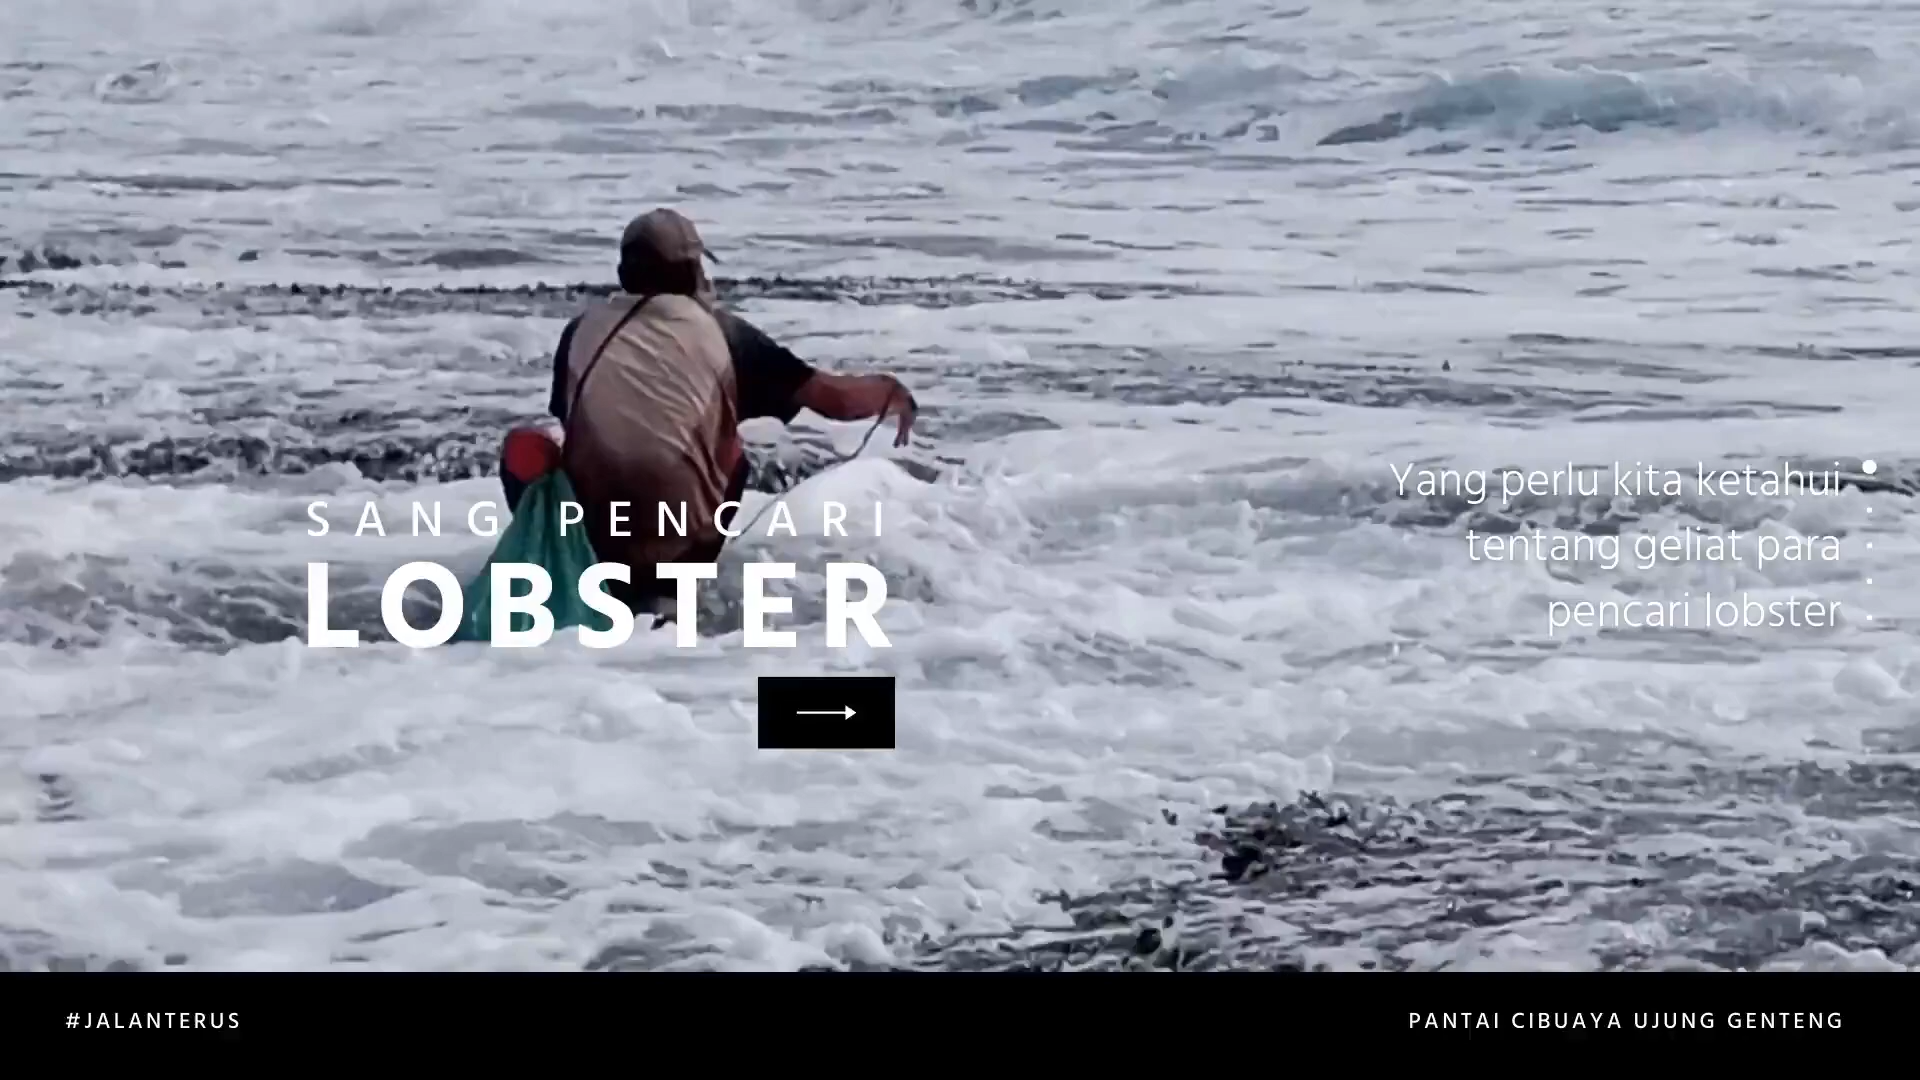 SANG PENCARI
LOBSTER
Yang perlu kita ketahui
tentang geliat para
pencari lobster
#JALANTERUS
PANTAI CIBUAYA UJUNG GENTENG